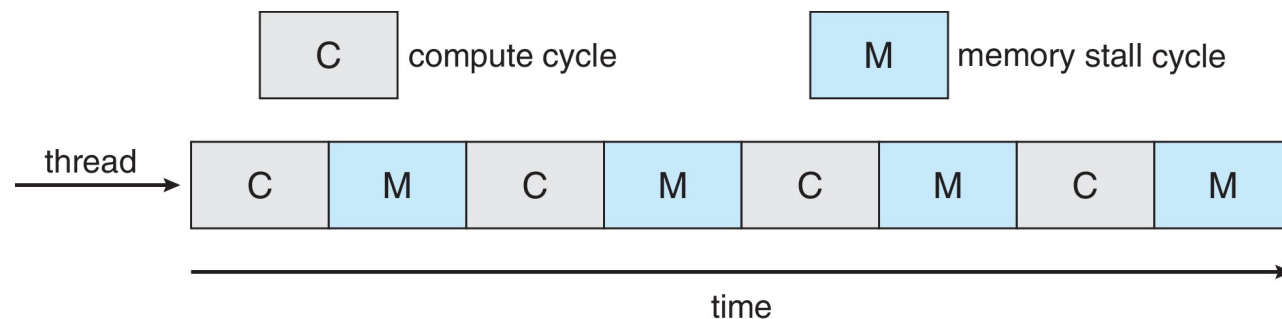 C compute cycle M memory stall cycle
thread
C M C M C M C M
time